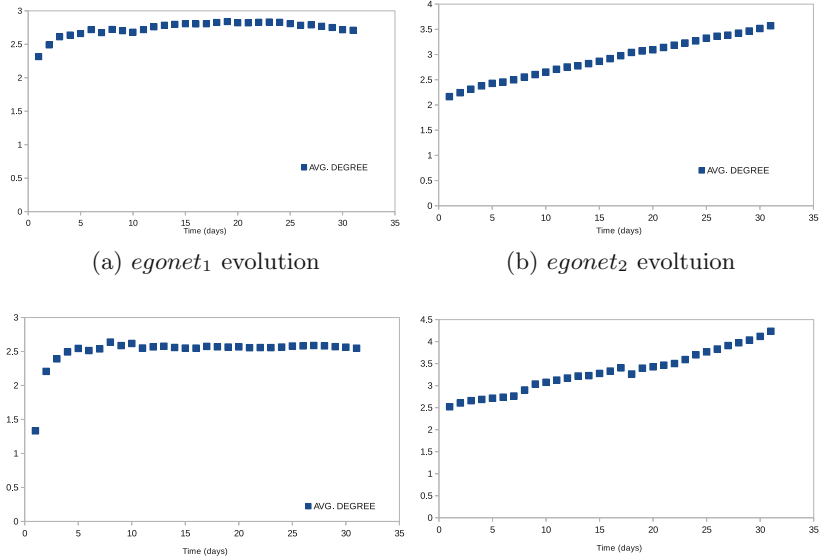 3
2.5
2
1.5
1
0.5
0
0 5 10 15 20 25 30 35
Time (days)
AVG. DEGREE
(a) egonet1 evolution
4
3.5
3
2.5
2
1.5
1
0.5
0
0 5 10 15 20 25 30 35
Time (days)
AVG. DEGREE
(b) egonet2 evoltuion
3
2.5
2
1.5
1
0.5
0
0 5 10 15 20 25 30 35
Time (days)
AVG. DEGREE
4.5
4
3.5
3
2.5
2
1.5
1
0.5
0
0 5 10 15 20 25 30 35
Time (days)